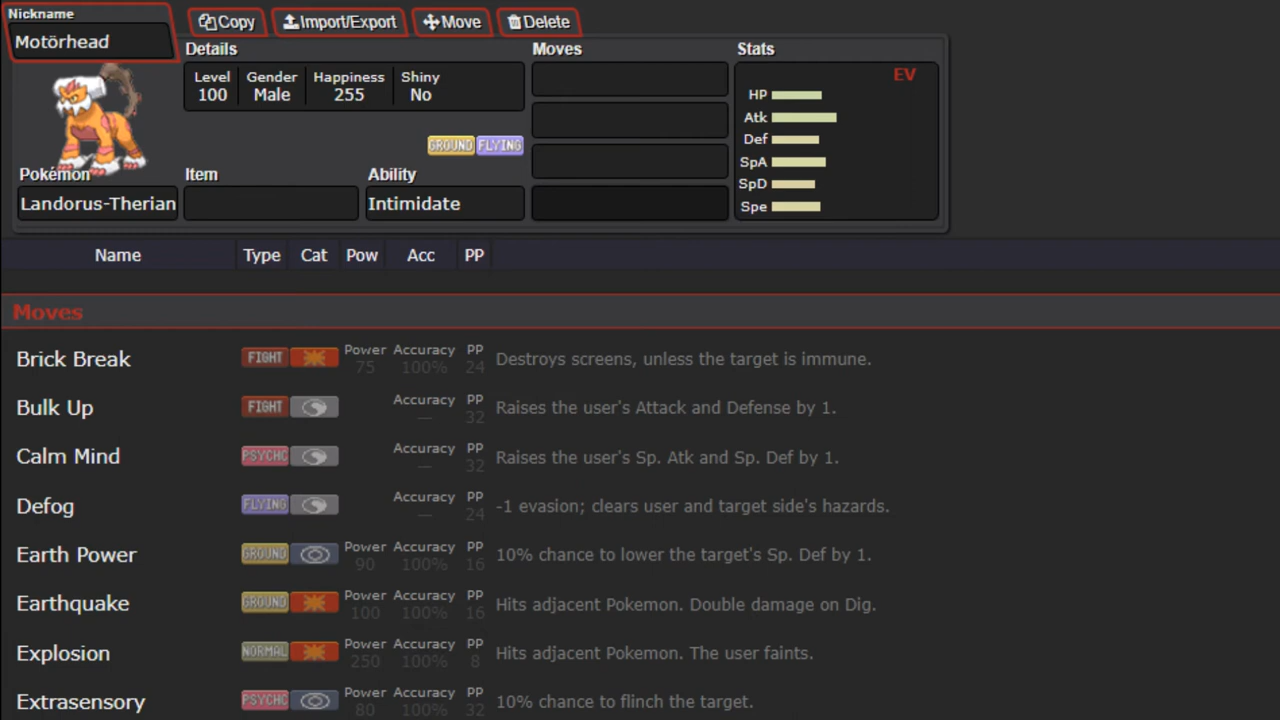 Nickname
Motörhead
Copy Import/Export Move Delete
Details Moves Stats
Level Gender Happiness Shiny
100 Male 255 No
EV
HP
Atk
Def
SpA
SpD
Spe
GROUND FLYING
Pokémon Item Ability
Landorus-Therian Intimidate
Name Type Cat Pow Acc PP
Moves
Brick Break FIGHT Power 75 Accuracy 100% PP 24 Destroys screens, unless the target is immune.
Bulk Up FIGHT Accuracy — PP 32 Raises the user's Attack and Defense by 1.
Calm Mind PSYCHC Accuracy — PP 32 Raises the user's Sp. Atk and Sp. Def by 1.
Defog FLYING Accuracy — PP 24 -1 evasion; clears user and target side's hazards.
Earth Power GROUND Power 90 Accuracy 100% PP 16 10% chance to lower the target's Sp. Def by 1.
Earthquake GROUND Power 100 Accuracy 100% PP 16 Hits adjacent Pokemon. Double damage on Dig.
Explosion NORMAL Power 250 Accuracy 100% PP 8 Hits adjacent Pokemon. The user faints.
Extrasensory PSYCHC Power 80 Accuracy 100% PP 32 10% chance to flinch the target.